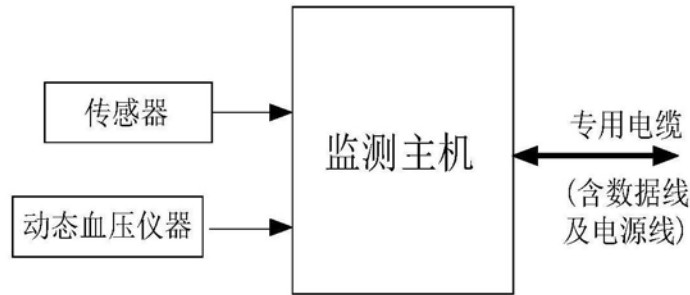 传感器
动态血压仪器
监测主机
专用电缆
(含数据线
及电源线)